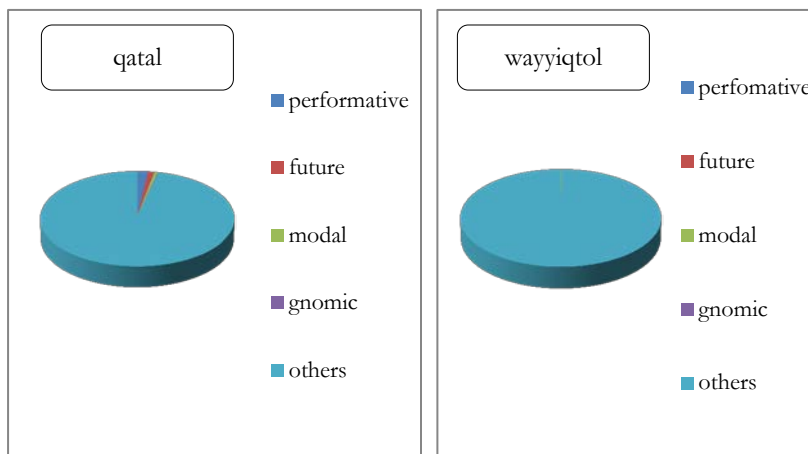 qatal
performative
future
modal
gnomic
others
wayyiqtol
perfomative
future
modal
gnomic
others